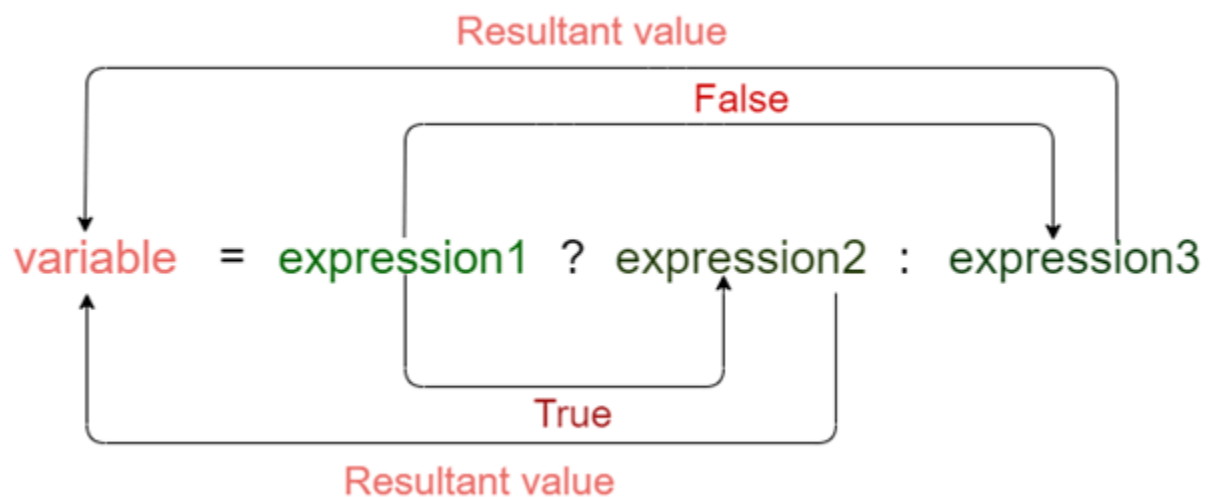 Resultant value
False
variable = expression1 ? expression2 : expression3
True
Resultant value